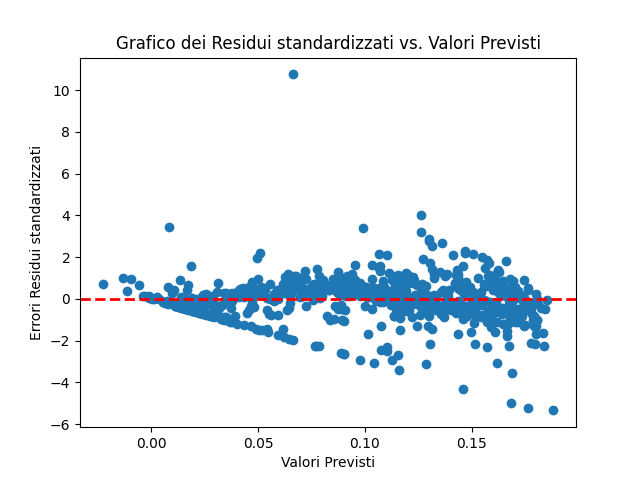 Grafico dei Residui standardizzati vs. Valori Previsti
Errori Residui standardizzati
10
8
6
4
2
0
−2
−4
−6
0.00 0.05 0.10 0.15
Valori Previsti